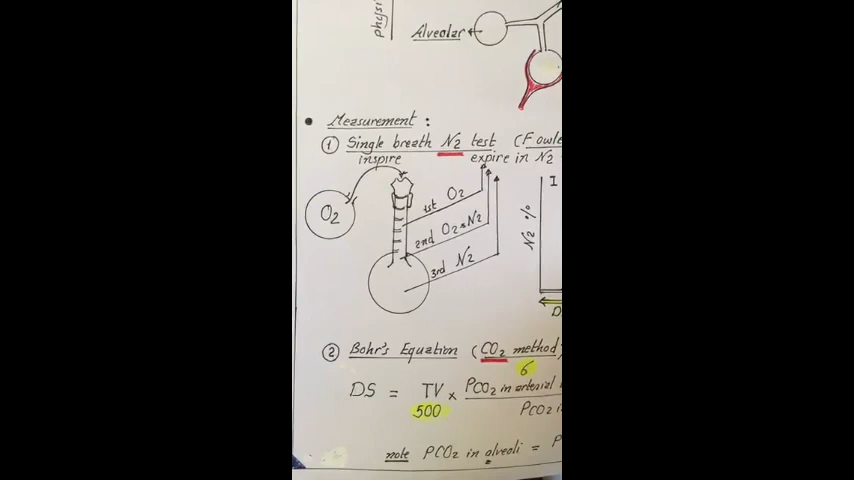 physi
Alveolar
Measurement :
① Single breath N2 test (Fowle
inspire
expire in N2
O2
1st O2
2nd O2 + N2
3rd N2
N2 %
I
D
② Bohr's Equation (CO2 method)
6
DS = TV × PCO2 in arterial
500
PCO2 i
note PCO2 in alveoli = P